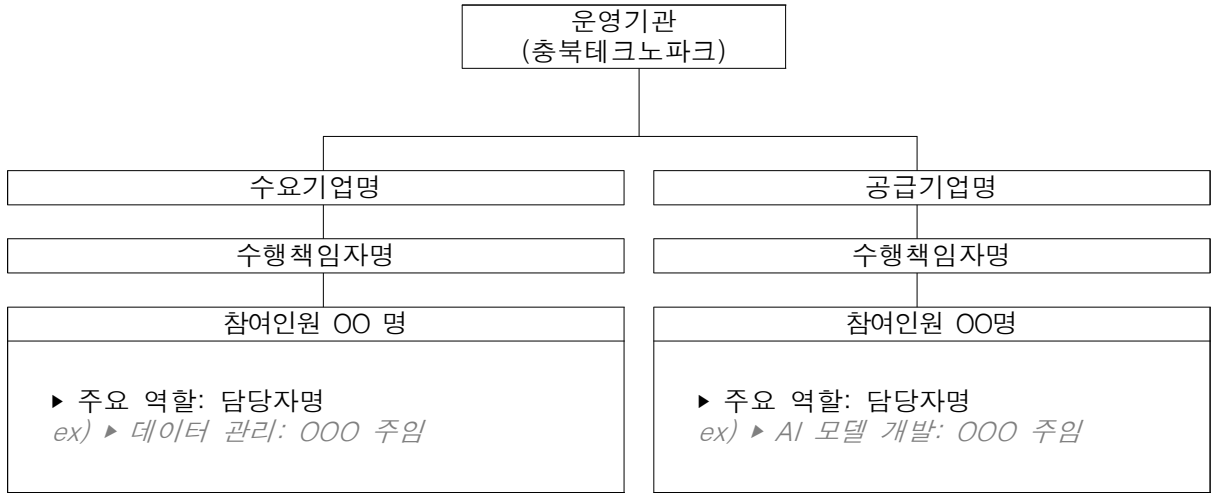 운영기관
(충북테크노파크)
수요기업명
공급기업명
수행책임자명
수행책임자명
참여인원 OO 명
참여인원 OO명
▶ 주요 역할: 담당자명
ex) ▶ 데이터 관리: OOO 주임
▶ 주요 역할: 담당자명
ex) ▶ AI 모델 개발: OOO 주임